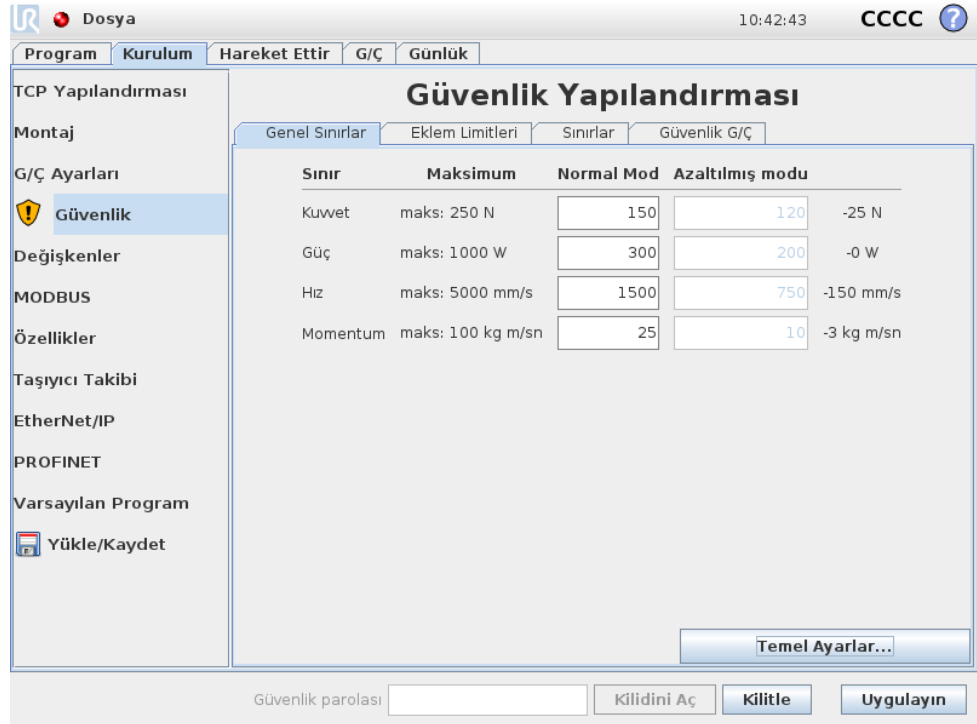 UR Dosya 10:42:43 CCCC ?
Program Kurulum Hareket Ettir G/Ç Günlük
TCP Yapılandırması
Montaj
G/Ç Ayarları
Güvenlik
Değişkenler
MODBUS
Özellikler
Taşıyıcı Takibi
EtherNet/IP
PROFINET
Varsayılan Program
Yükle/Kaydet
Güvenlik Yapılandırması
Genel Sınırlar Eklem Limitleri Sınırlar Güvenlik G/Ç
Sınır Maksimum Normal Mod Azaltılmış modu
Kuvvet maks: 250 N 150 120 -25 N
Güç maks: 1000 W 300 200 -0 W
Hız maks: 5000 mm/s 1500 750 -150 mm/s
Momentum maks: 100 kg m/sn 25 10 -3 kg m/sn
Temel Ayarlar...
Güvenlik parolası Kilidini Aç Kilitle Uygulayın